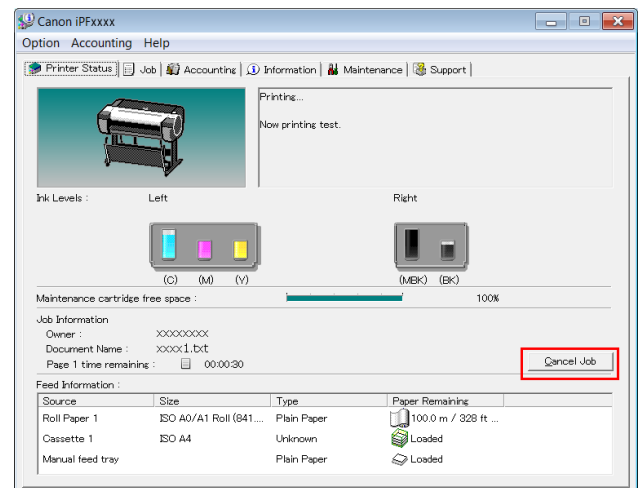 Canon iPFxxxx
Option Accounting Help
Printer Status Job Accounting Information Maintenance Support
Printing...
Now printing test.
Ink Levels : Left Right
(C) (M) (Y) (MBK) (BK)
Maintenance cartridge free space : 100%
Job Information
Owner : XXXXXXXX
Document Name : xxxx1.txt
Page 1 time remaining : 00:00:30
Cancel Job
Feed Information :
Source Size Type Paper Remaining
Roll Paper 1 ISO A0/A1 Roll (841.... Plain Paper 100.0 m / 328 ft ...
Cassette 1 ISO A4 Unknown Loaded
Manual feed tray Plain Paper Loaded